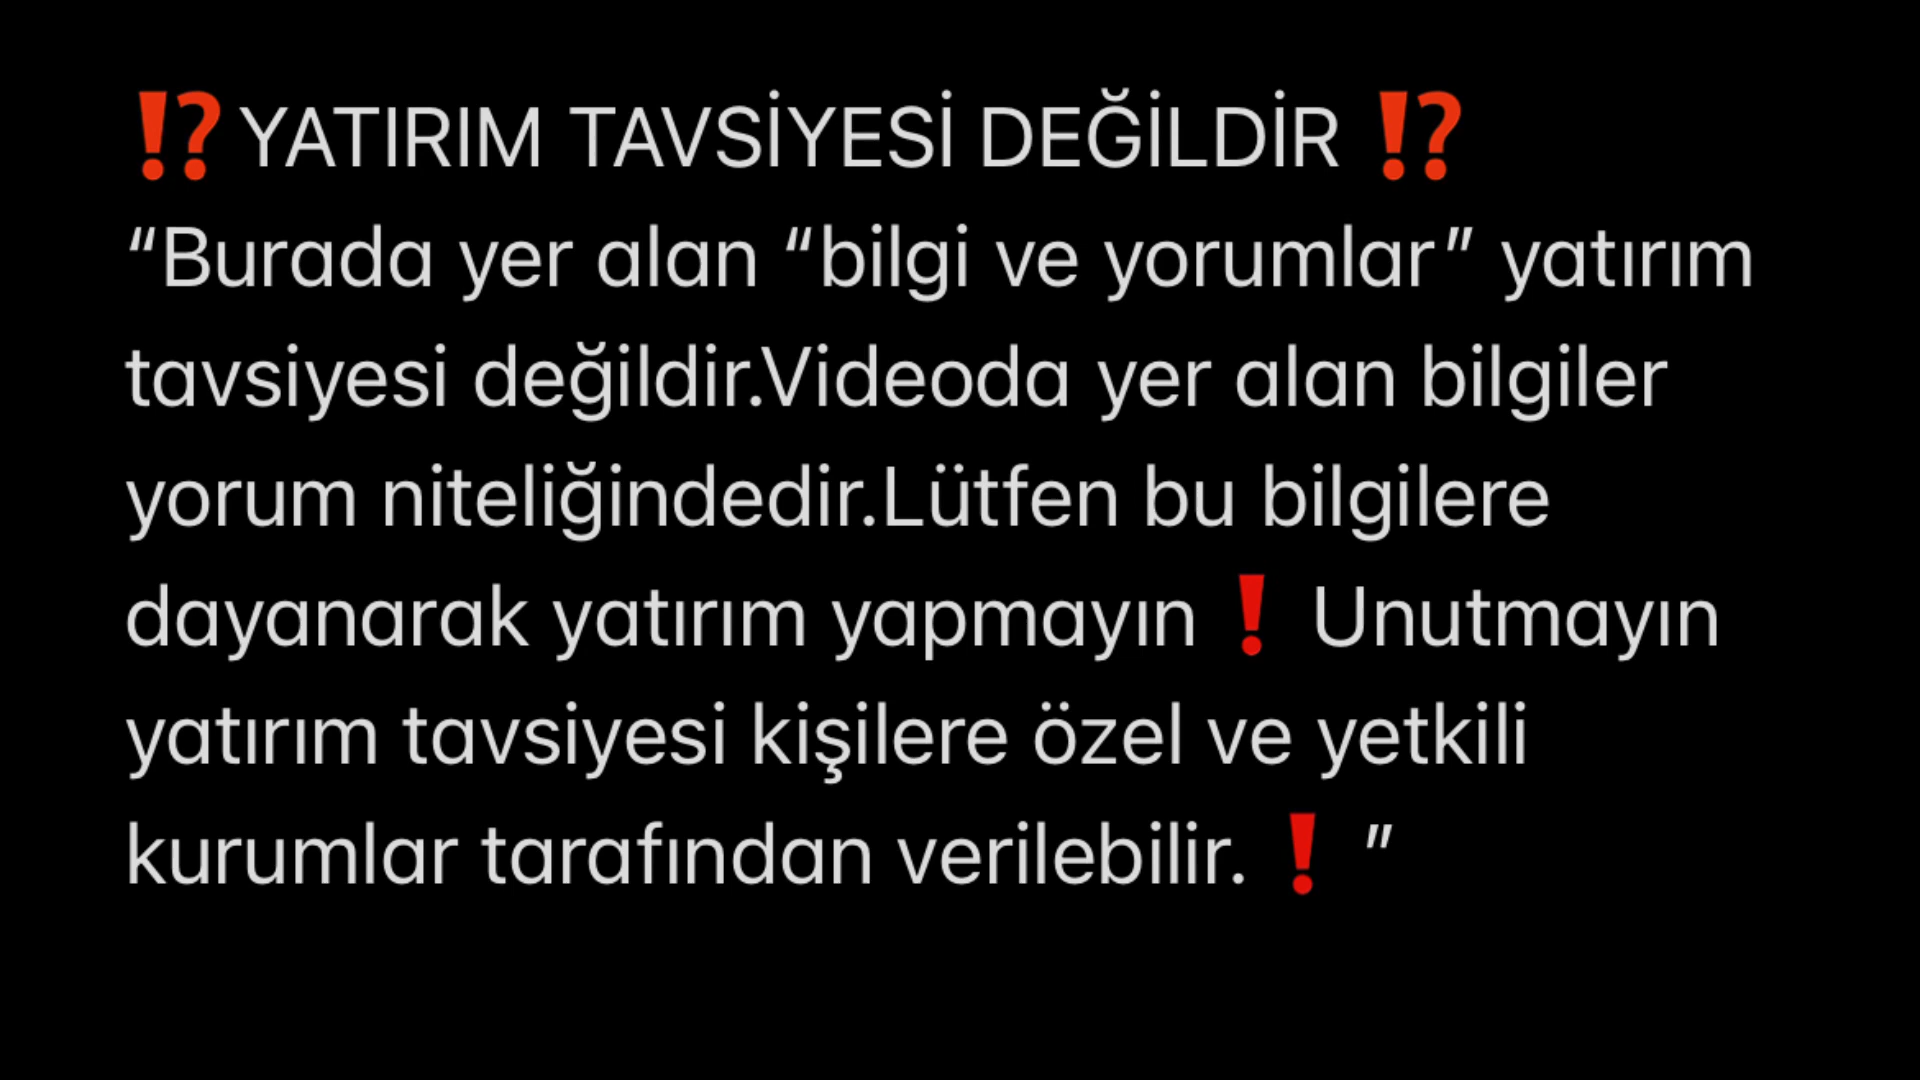 ⁉️YATIRIM TAVSİYESİ DEĞİLDİR ⁉️
“Burada yer alan “bilgi ve yorumlar” yatırım
tavsiyesi değildir.Videoda yer alan bilgiler
yorum niteliğindedir.Lütfen bu bilgilere
dayanarak yatırım yapmayın❗ Unutmayın
yatırım tavsiyesi kişilere özel ve yetkili
kurumlar tarafından verilebilir. ❗ ”